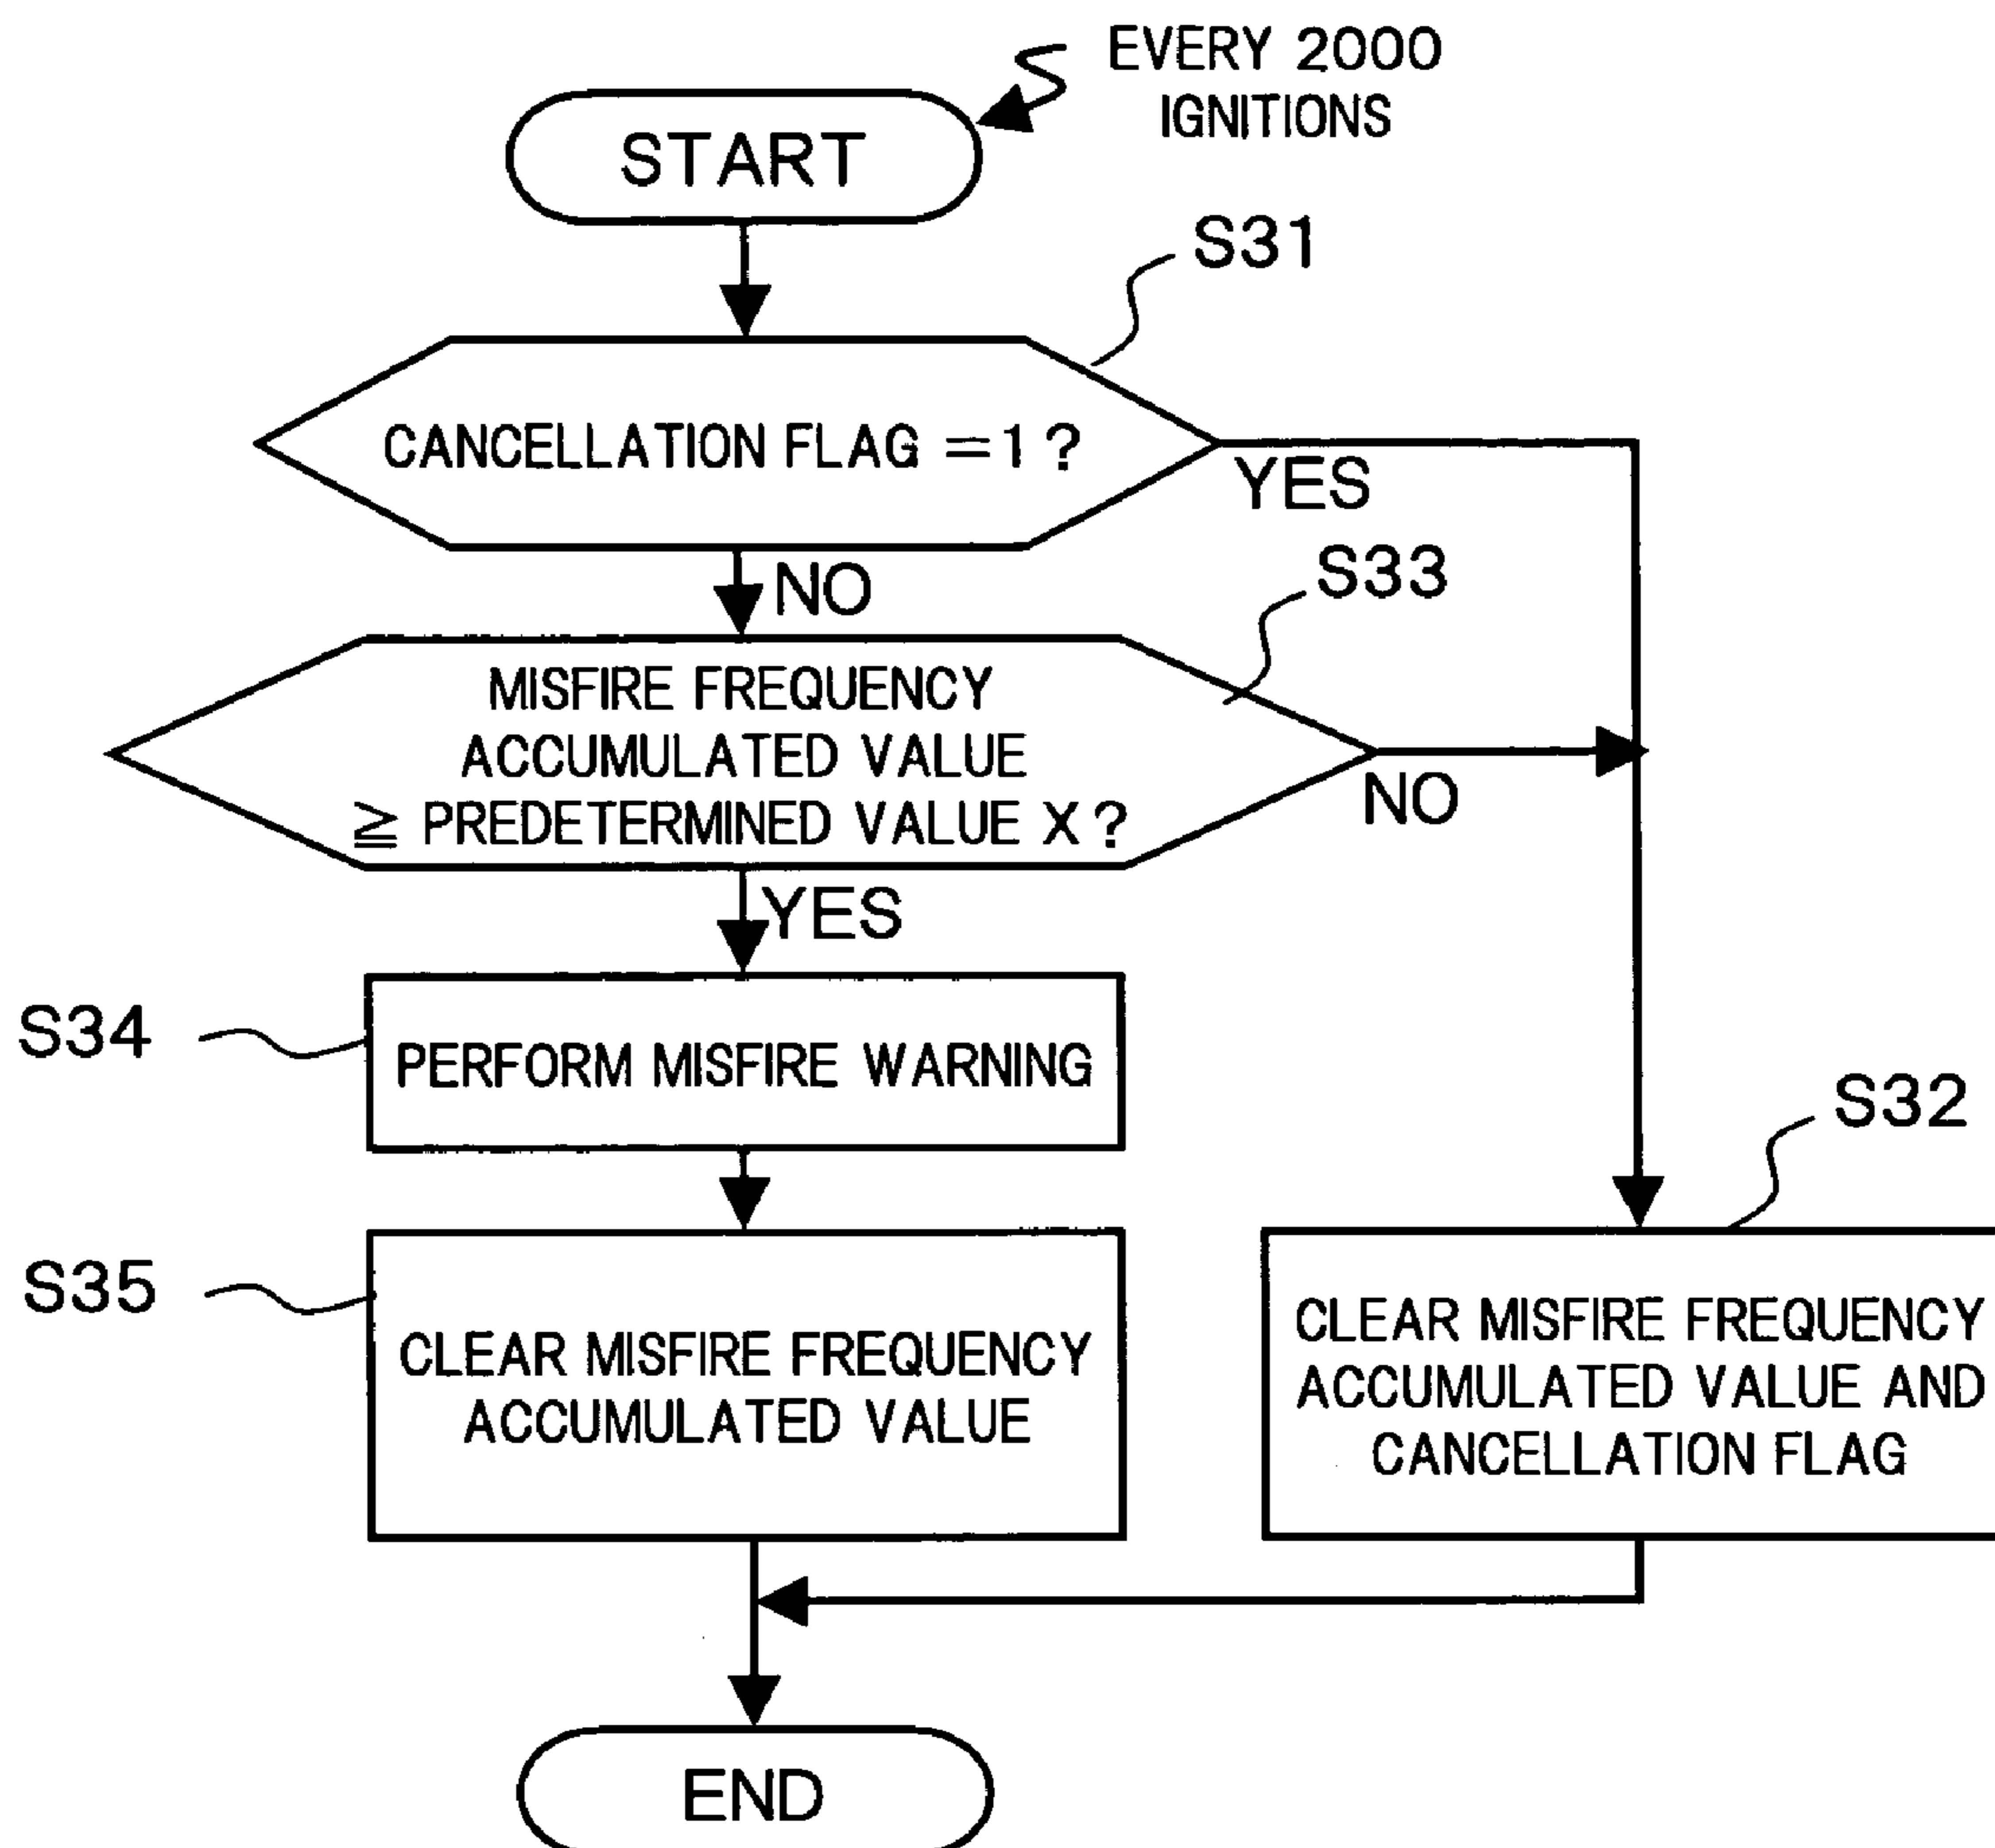 EVERY 2000
IGNITIONS
START
S31
CANCELLATION FLAG =1 ?
YES
NO
S33
MISFIRE FREQUENCY
ACCUMULATED VALUE
≧ PREDETERMINED VALUE X ?
NO
YES
S34
PERFORM MISFIRE WARNING
S32
S35
CLEAR MISFIRE FREQUENCY
ACCUMULATED VALUE
CLEAR MISFIRE FREQUENCY
ACCUMULATED VALUE AND
CANCELLATION FLAG
END